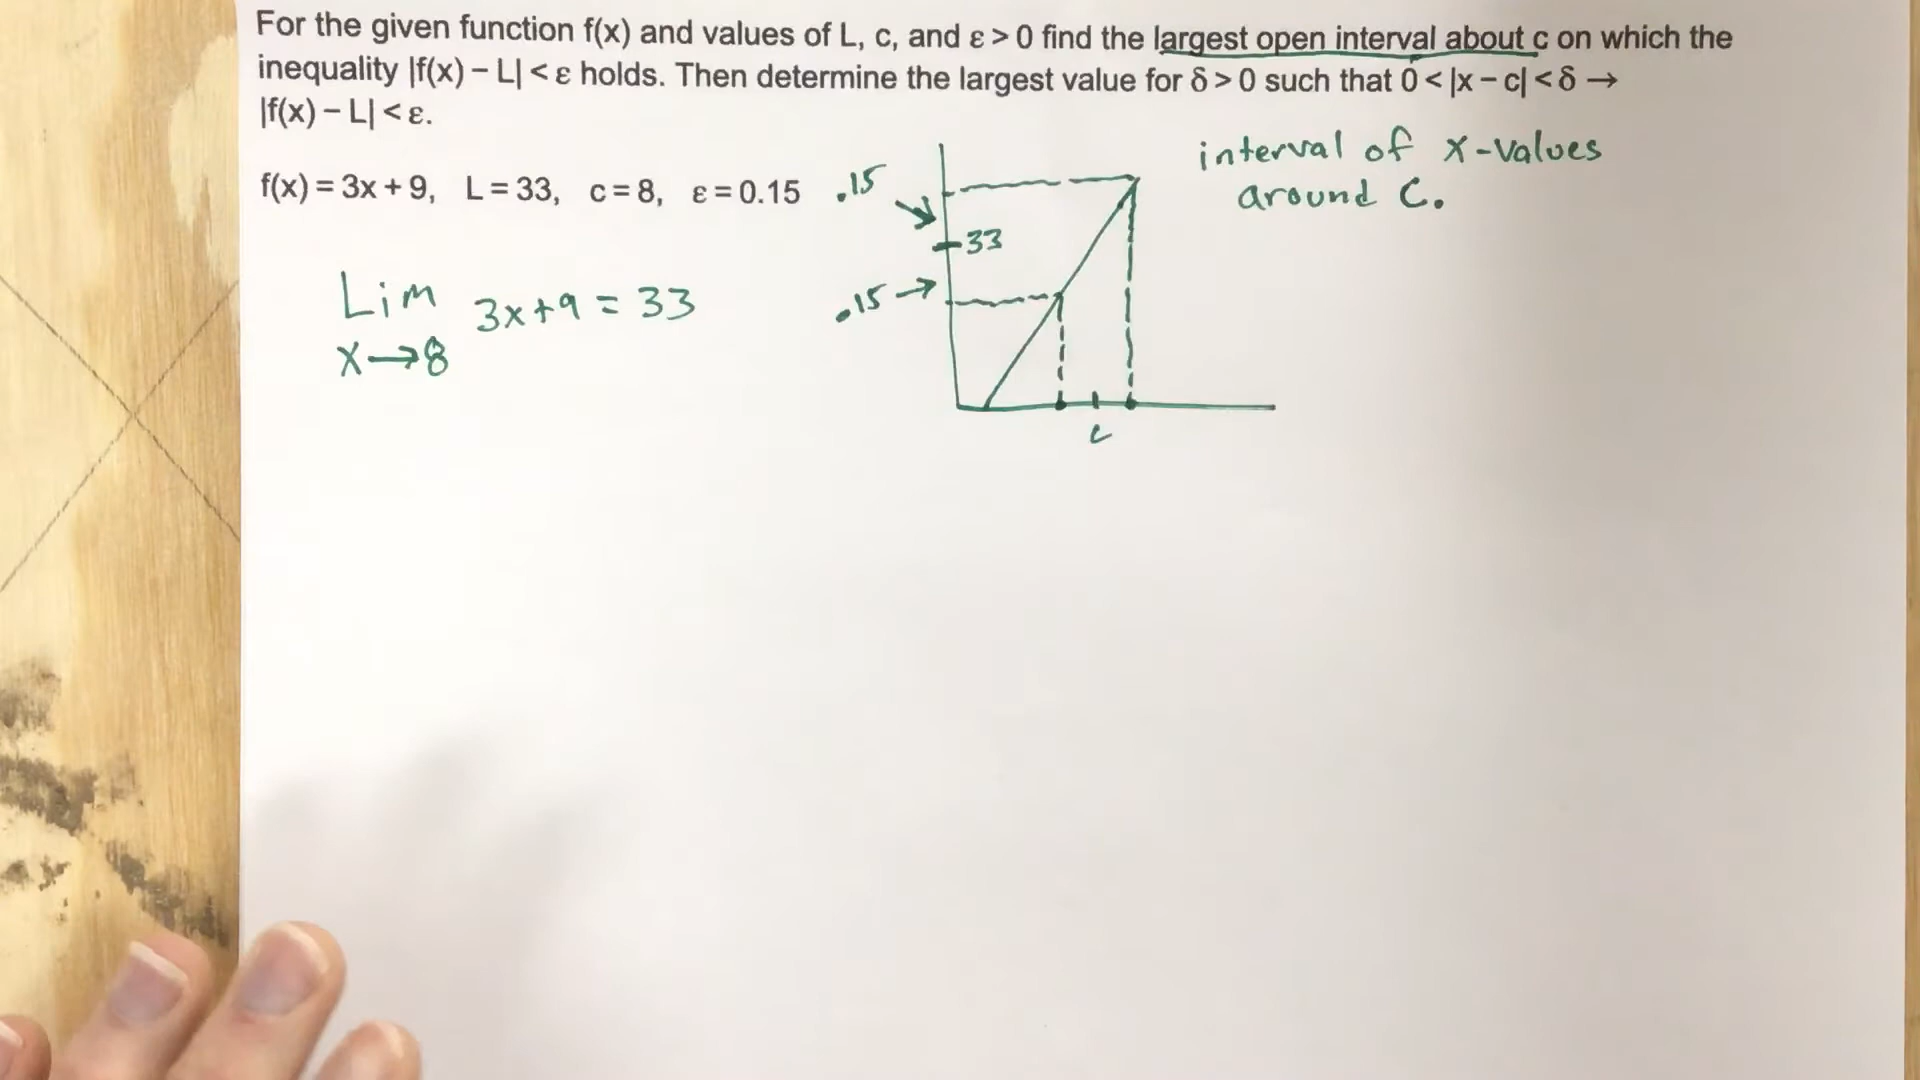 For the given function f(x) and values of L, c, and ε > 0 find the largest open interval about c on which the
inequality |f(x) − L| < ε holds. Then determine the largest value for δ > 0 such that 0 < |x − c| < δ →
|f(x) − L| < ε.
interval of x-values
around C.
f(x) = 3x + 9, L = 33, c = 8, ε = 0.15
.15
33
.15
Lim 3x+9 = 33
x→8
c